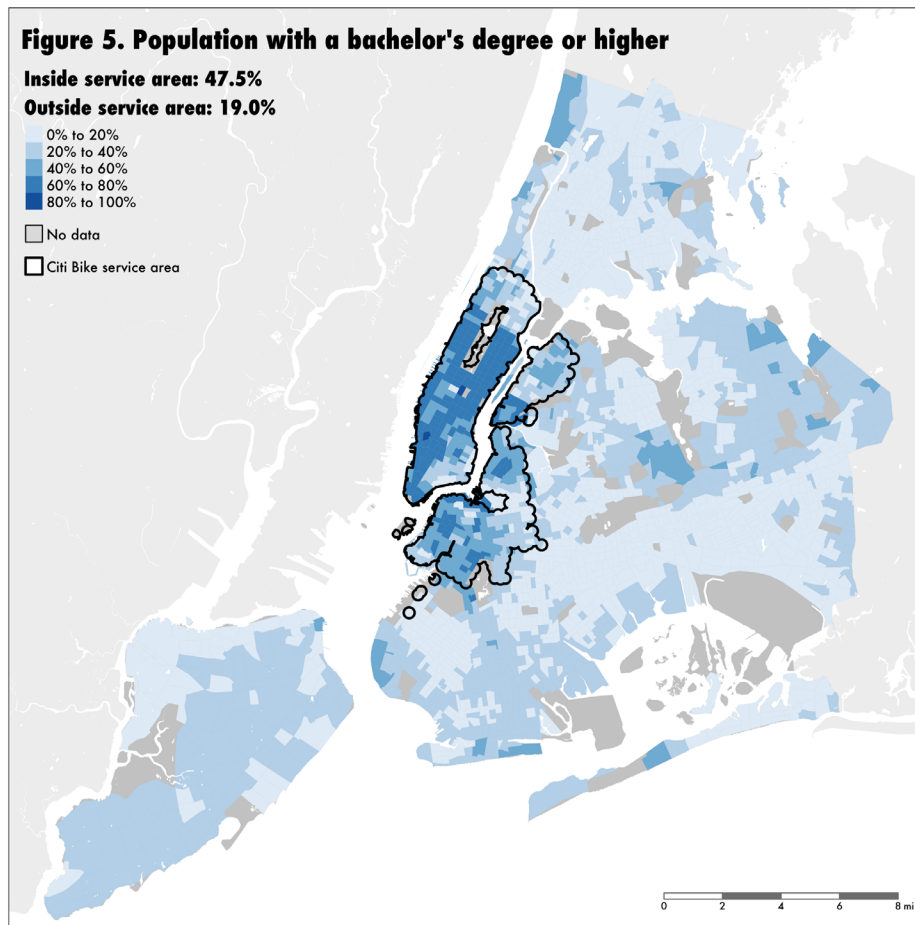 Figure 5. Population with a bachelor's degree or higher
Inside service area: 47.5%
Outside service area: 19.0%
0% to 20%
20% to 40%
40% to 60%
60% to 80%
80% to 100%
No data
Citi Bike service area
0 2 4 6 8 mi